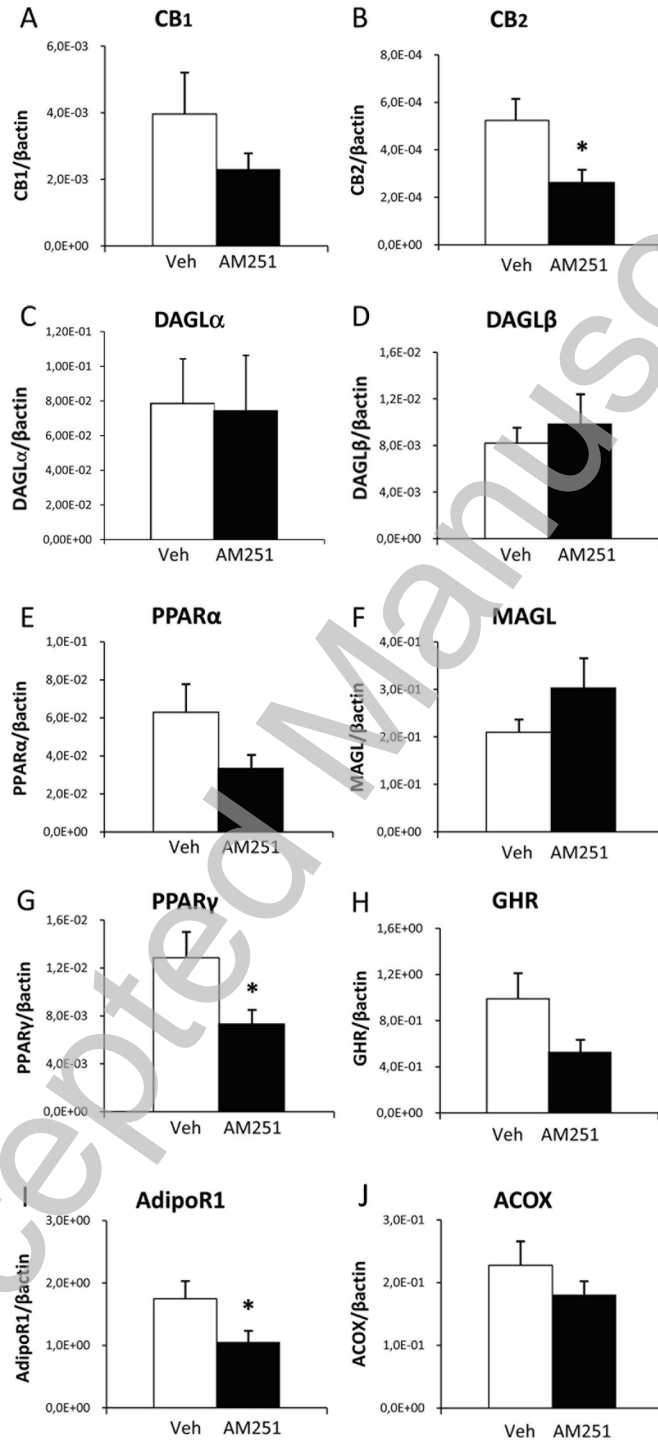 A CB1
CB1/βactin
6,0E-03
4,0E-03
2,0E-03
0,0E+00
Veh AM251
B CB2
CB2/βactin
8,0E-04
6,0E-04
4,0E-04
2,0E-04
0,0E+00
*
Veh AM251
C DAGLα
DAGLα/βactin
1,20E-01
1,00E-01
8,00E-02
6,00E-02
4,00E-02
2,00E-02
0,00E+00
Veh AM251
D DAGLβ
DAGLβ/βactin
1,6E-02
1,2E-02
8,0E-03
4,0E-03
0,0E+00
Veh AM251
E PPARα
PPARα/βactin
1,0E-01
8,0E-02
6,0E-02
4,0E-02
2,0E-02
0,0E+00
Veh AM251
F MAGL
MAGL/βactin
4,0E-01
3,0E-01
2,0E-01
1,0E-01
0,0E+00
Veh AM251
G PPARγ
PPARγ/βactin
1,6E-02
1,2E-02
8,0E-03
4,0E-03
0,0E+00
*
Veh AM251
H GHR
GHR/βactin
1,6E+00
1,2E+00
8,0E-01
4,0E-01
0,0E+00
Veh AM251
I AdipoR1
AdipoR1/βactin
3,0E+00
2,0E+00
1,0E+00
0,0E+00
*
Veh AM251
J ACOX
ACOX/βactin
3,0E-01
2,0E-01
1,0E-01
0,0E+00
Veh AM251
cepted Manusc